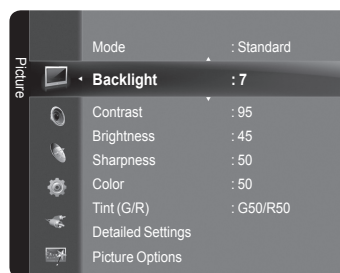 Picture
Mode : Standard
Backlight : 7
Contrast : 95
Brightness : 45
Sharpness : 50
Color : 50
Tint (G/R) : G50/R50
Detailed Settings
Picture Options